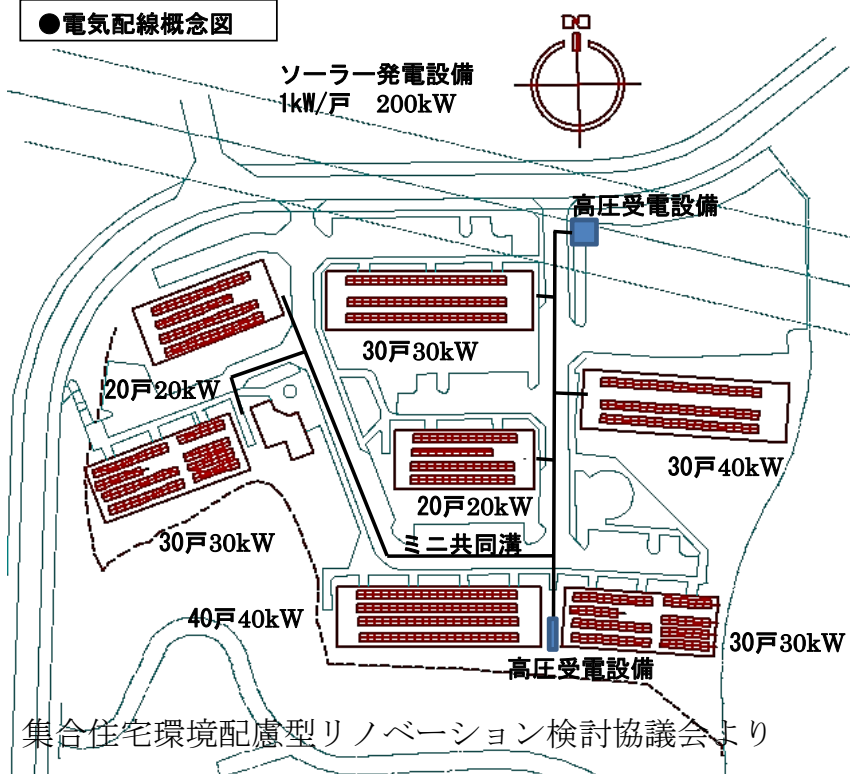 ●電気配線概念図
N
ソーラー発電設備
1kW/戸 200kW
高圧受電設備
30戸30kW
20戸20kW
30戸40kW
20戸20kW
30戸30kW
ミニ共同溝
40戸40kW
30戸30kW
高圧受電設備
集合住宅環境配慮型リノベーション検討協議会より